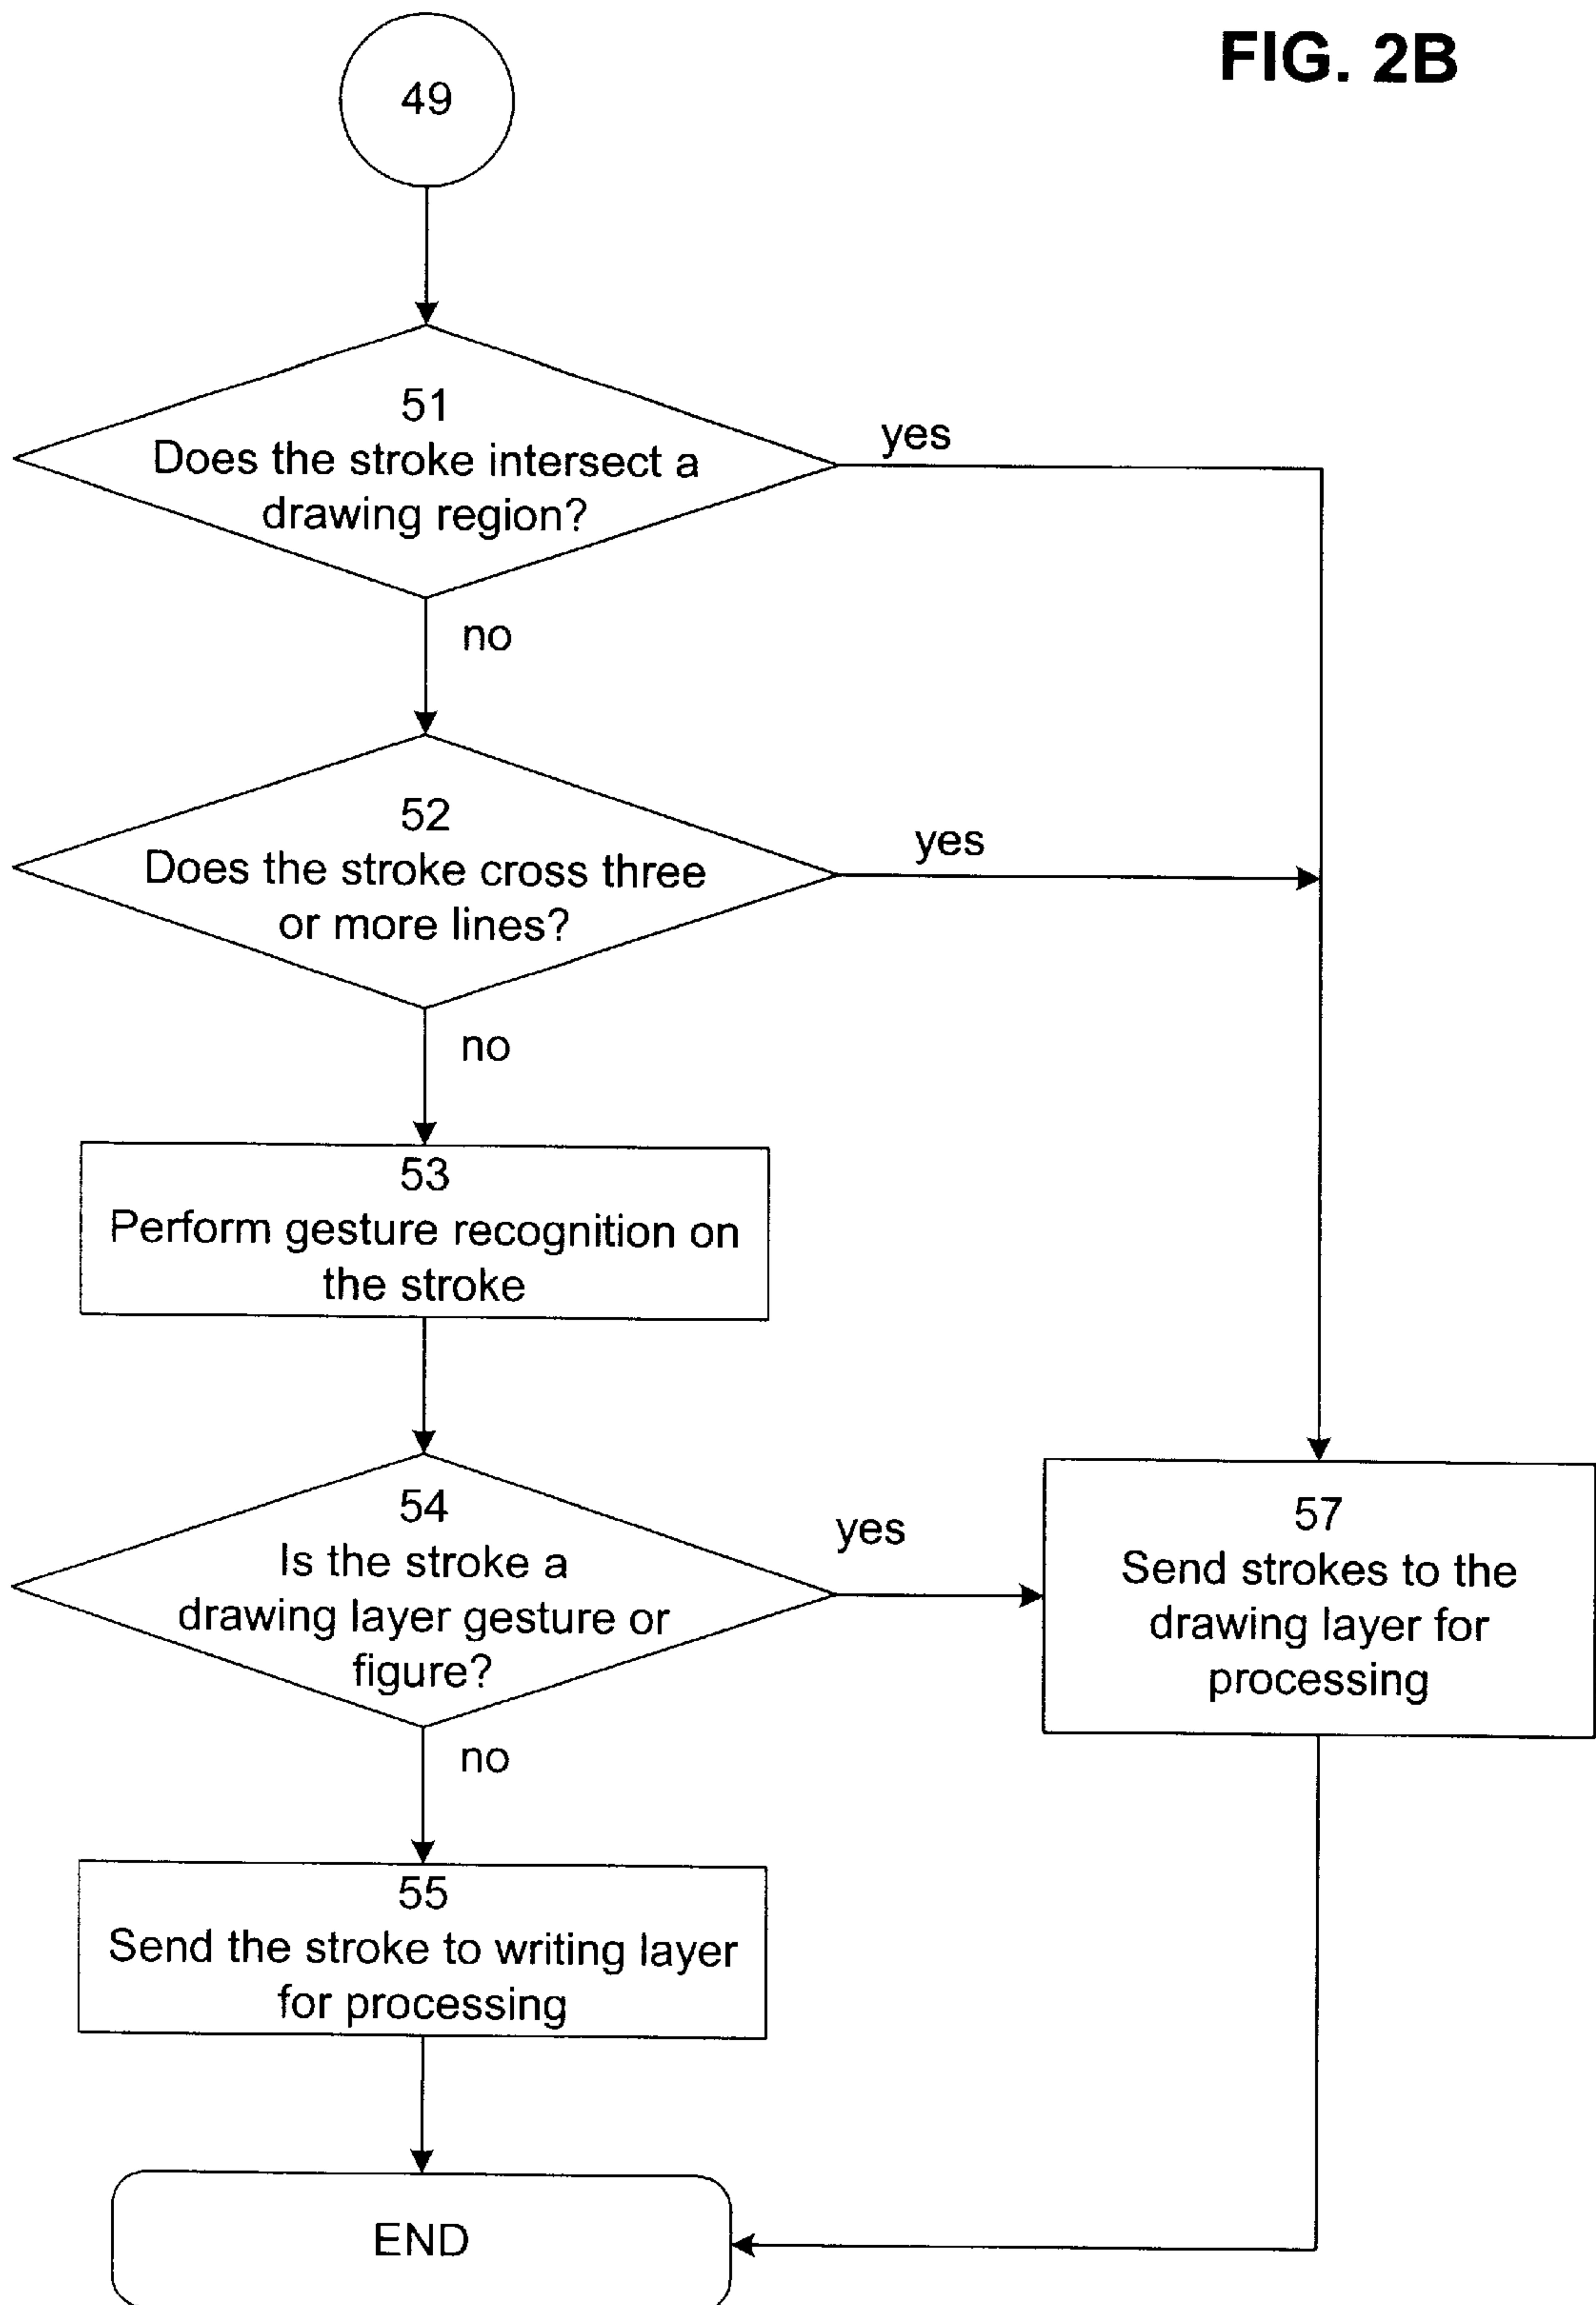 FIG. 2B
49
51
Does the stroke intersect a
drawing region?
yes
no
52
Does the stroke cross three
or more lines?
yes
no
53
Perform gesture recognition on
the stroke
54
Is the stroke a
drawing layer gesture or
figure?
yes
no
57
Send strokes to the
drawing layer for
processing
55
Send the stroke to writing layer
for processing
END